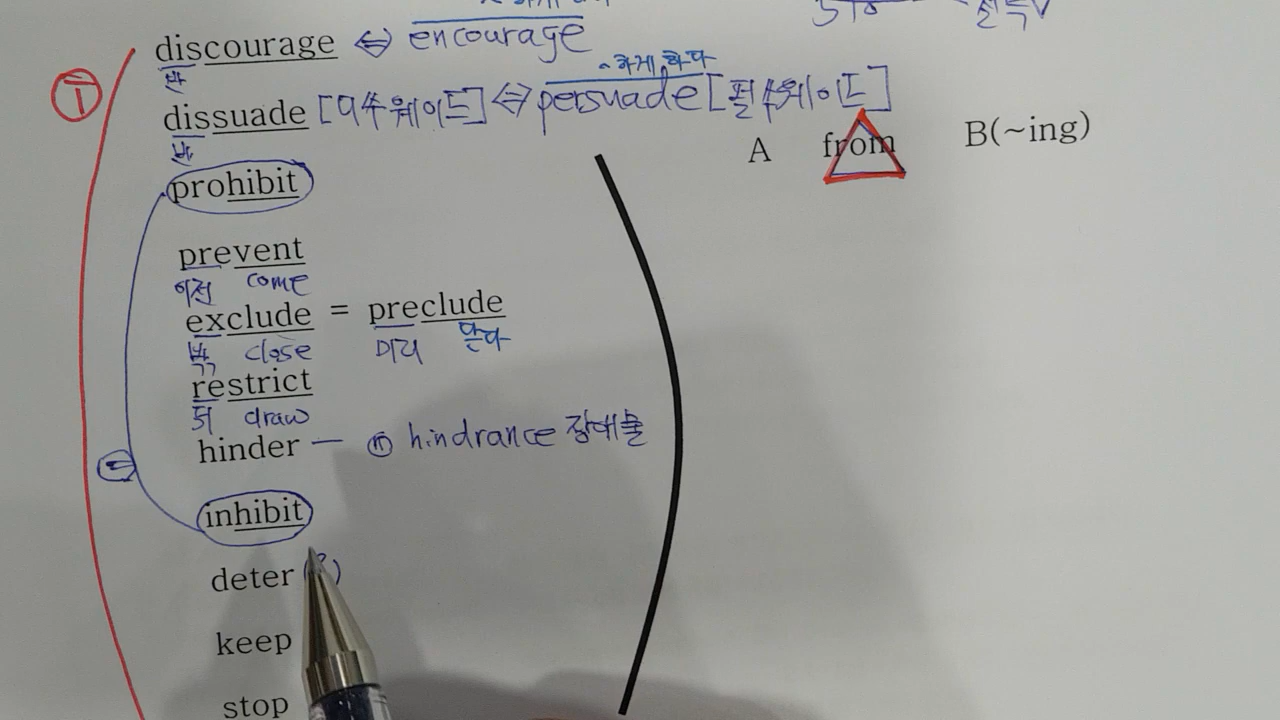 discourage ⇔ encourage
반 ~하게 하다
dissuade [디쑤웨이드] ⇔ persuade [펄쑤웨이드]
반
A from B(~ing)
prohibit
prevent
이전 come
exclude = preclude
밖 close 미리 닫다
restrict
뒤 draw
hinder — ⓝ hindrance 장애물
inhibit
deter
keep
stop